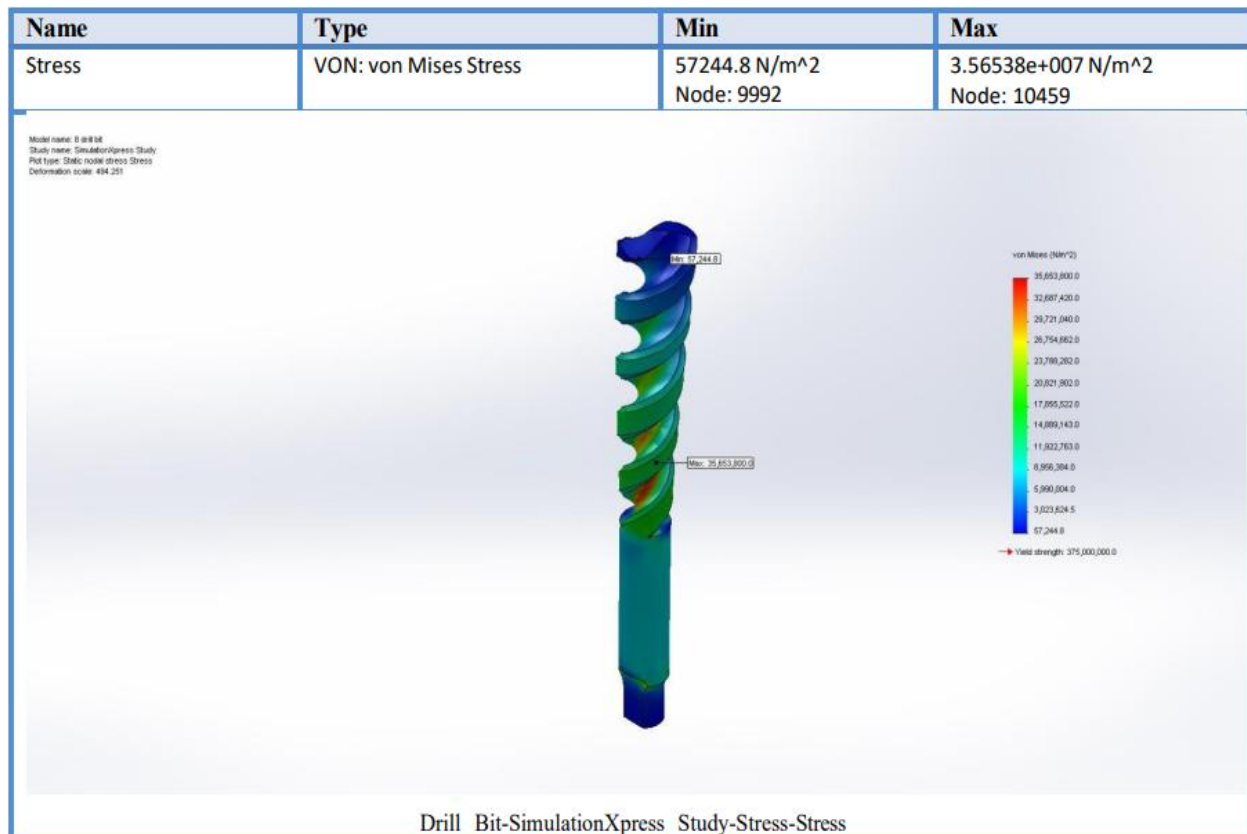 Name Type Min Max
Stress VON: von Mises Stress 57244.8 N/m^2 3.56538e+007 N/m^2
Node: 9992 Node: 10459
Model name: 8 drill bit
Study name: SimulationXpress Study
Plot type: Static nodal stress Stress
Deformation scale: 494.251
Min: 57,244.8
Max: 35,653,800.0
von Mises (N/m^2)
35,653,800.0
32,687,420.0
29,721,040.0
26,754,662.0
23,788,282.0
20,821,902.0
17,855,522.0
14,889,143.0
11,922,763.0
8,956,384.0
5,990,004.0
3,023,624.5
57,244.8
Yield strength: 375,000,000.0
Drill Bit-SimulationXpress Study-Stress-Stress